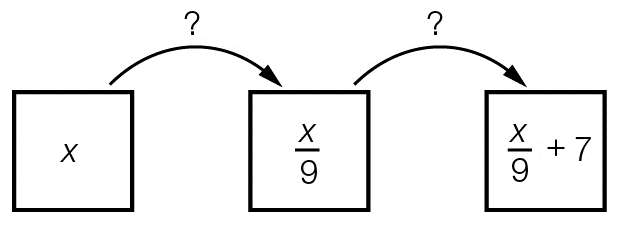 ? ?
x
x/9
x/9 + 7